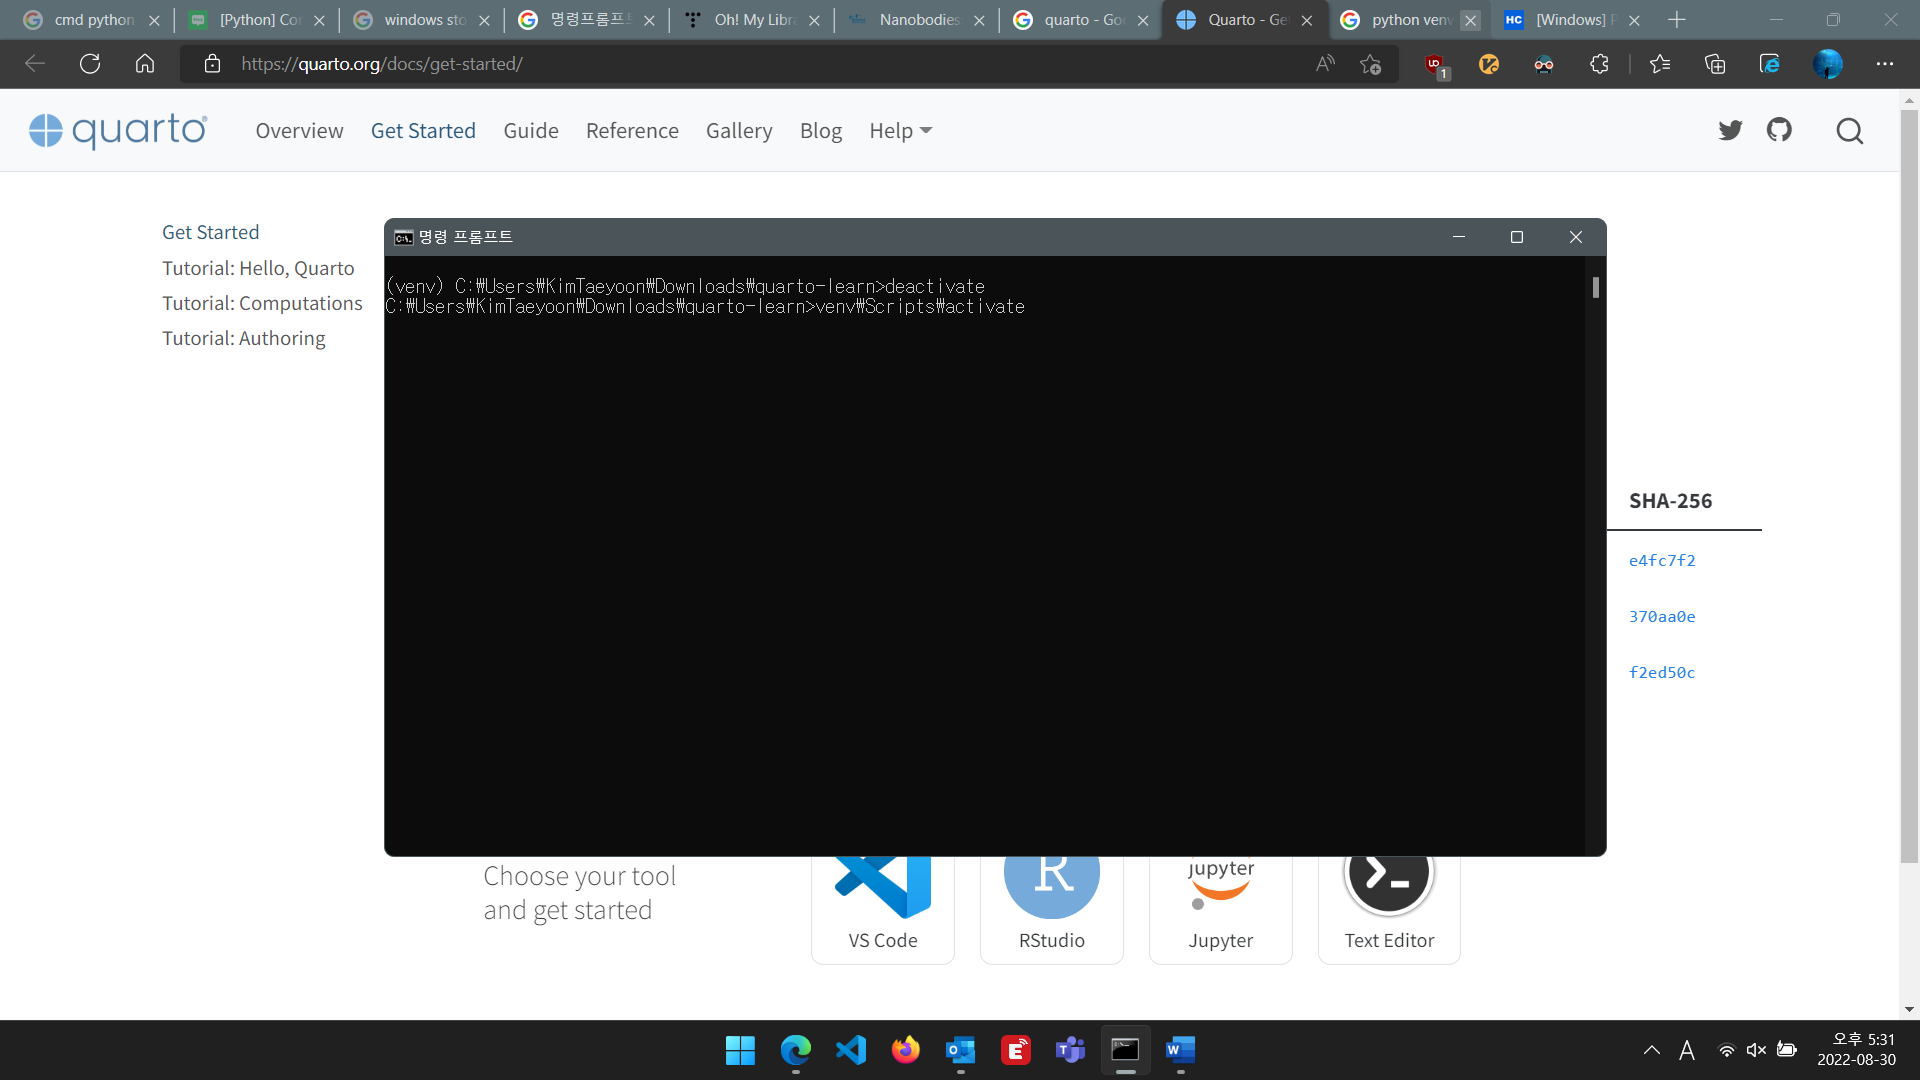 cmd python
[Python] Co
windows sto
명령프롬프
Oh! My Libr
Nanobodies
quarto - Go
Quarto - Ge
python venv
HC [Windows] P
https://quarto.org/docs/get-started/
1
quarto
Overview
Get Started
Guide
Reference
Gallery
Blog
Help
Get Started
Tutorial: Hello, Quarto
Tutorial: Computations
Tutorial: Authoring
명령 프롬프트
(venv) C:₩Users₩KimTaeyoon₩Downloads₩quarto-learn>deactivate
C:₩Users₩KimTaeyoon₩Downloads₩quarto-learn>venv₩Scripts₩activate
SHA-256
e4fc7f2
370aa0e
f2ed50c
Choose your tool
and get started
R
jupyter
VS Code
RStudio
Jupyter
Text Editor
A
오후 5:31
2022-08-30